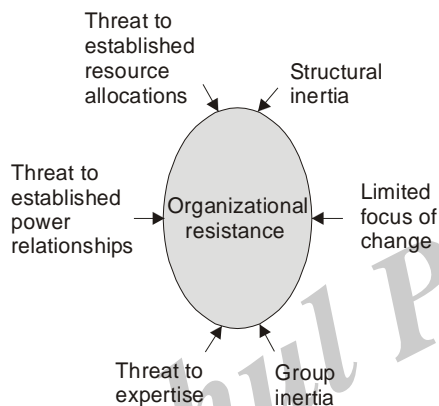 Threat to
established
resource
allocations
Structural
inertia
Threat to
established
power
relationships
Organizational
resistance
Limited
focus of
change
Threat to
expertise
Group
inertia
hul P